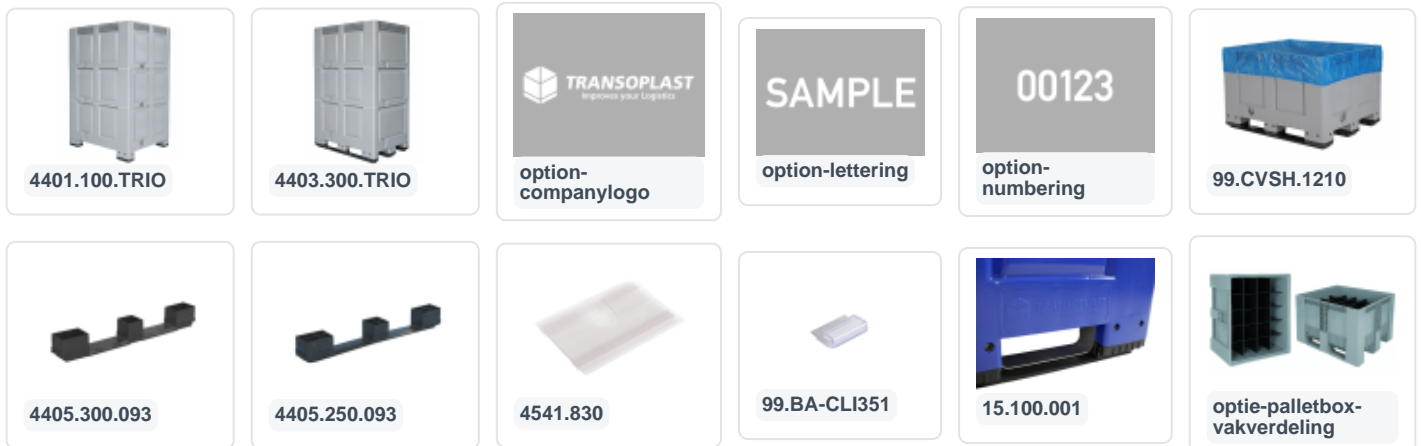 4401.100.TRIO
4403.300.TRIO
TRANSOPLAST
Improves your Logistics
option-
companylogo
SAMPLE
option-lettering
00123
option-
numbering
99.CVSH.1210
4405.300.093
4405.250.093
4541.830
99.BA-CLI351
15.100.001
optie-palletbox-
vakverdeling